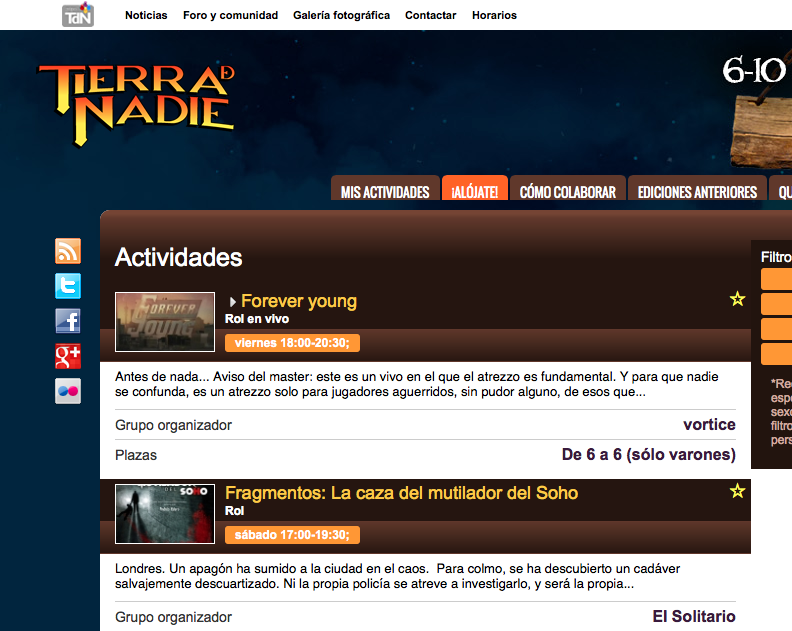 TdN
Noticias Foro y comunidad Galería fotográfica Contactar Horarios
TIERRA DE
NADIE
6-10
MIS ACTIVIDADES ¡ALÓJATE! CÓMO COLABORAR EDICIONES ANTERIORES QU
Actividades
FOREVER
Young
Forever young
Rol en vivo
viernes 18:00-20:30;
Antes de nada... Aviso del master: este es un vivo en el que el atrezzo es fundamental. Y para que nadie
se confunda, es un atrezzo solo para jugadores aguerridos, sin pudor alguno, de esos que...
Grupo organizador vortice
Plazas De 6 a 6 (sólo varones)
SOHO
Fragmentos: La caza del mutilador del Soho
Rol
sábado 17:00-19:30;
Londres. Un apagón ha sumido a la ciudad en el caos. Para colmo, se ha descubierto un cadáver
salvajemente descuartizado. Ni la propia policía se atreve a investigarlo, y será la propia...
Grupo organizador El Solitario
Filtro
*Re
espe
sexo
filtro
pers